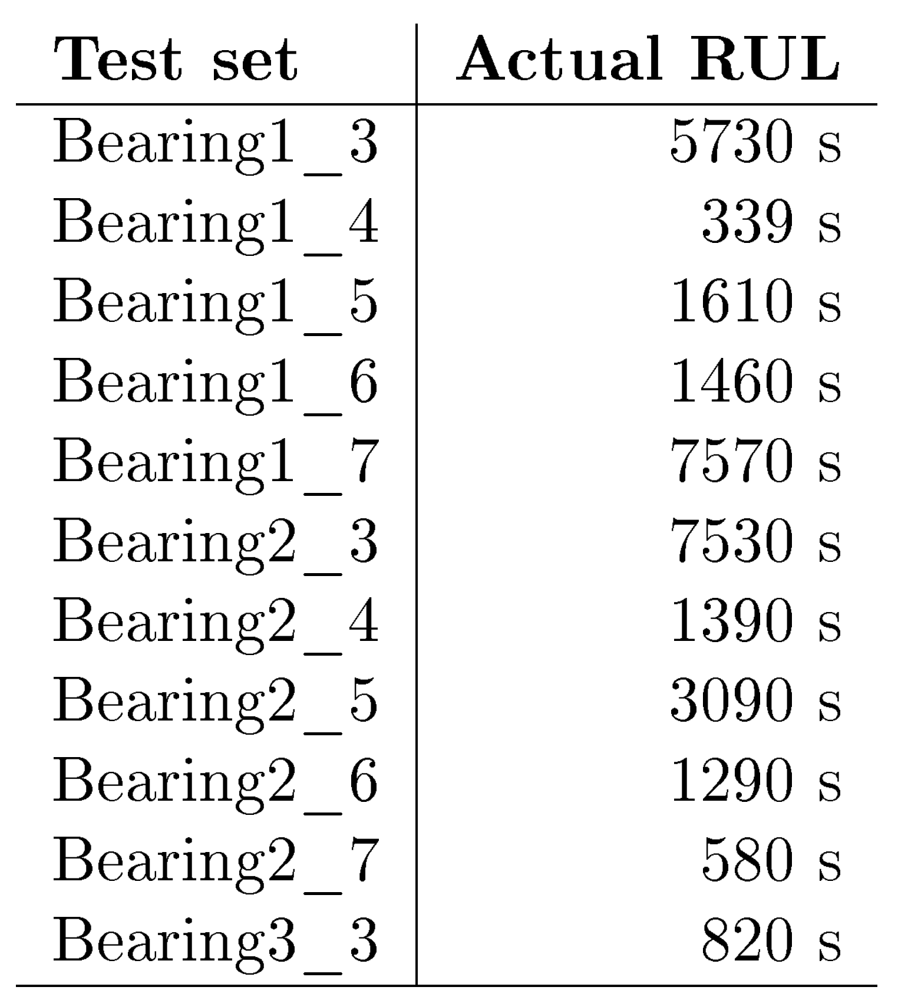 Test set Actual RUL
Bearing1_3 5730 s
Bearing1_4 339 s
Bearing1_5 1610 s
Bearing1_6 1460 s
Bearing1_7 7570 s
Bearing2_3 7530 s
Bearing2_4 1390 s
Bearing2_5 3090 s
Bearing2_6 1290 s
Bearing2_7 580 s
Bearing3_3 820 s